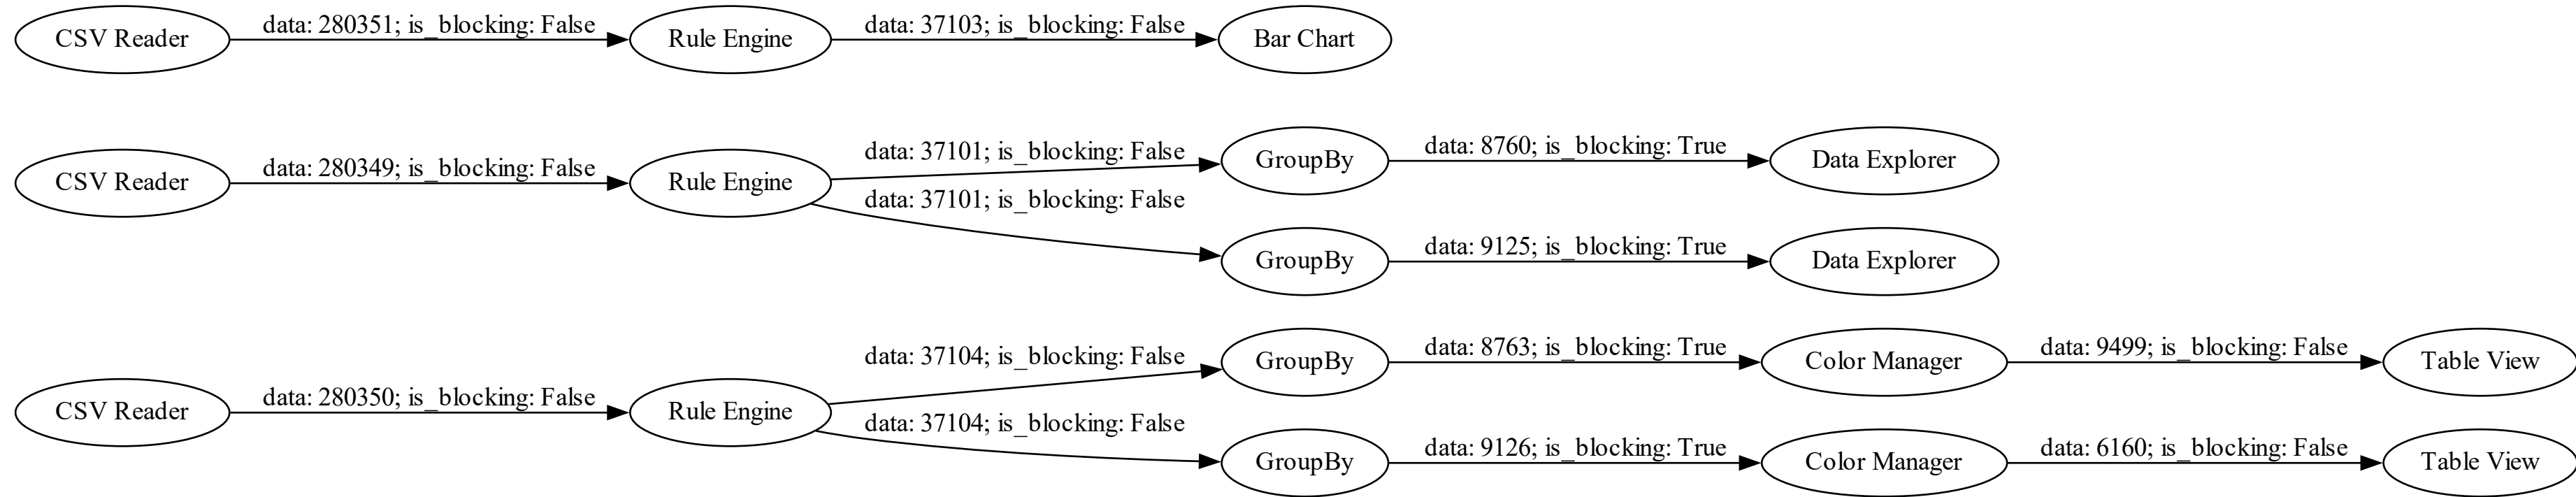 CSV Reader
data: 280351; is_blocking: False
Rule Engine
data: 37103; is_blocking: False
Bar Chart
CSV Reader
data: 280349; is_blocking: False
Rule Engine
data: 37101; is_blocking: False
GroupBy
data: 8760; is_blocking: True
Data Explorer
data: 37101; is_blocking: False
GroupBy
data: 9125; is_blocking: True
Data Explorer
CSV Reader
data: 280350; is_blocking: False
Rule Engine
data: 37104; is_blocking: False
GroupBy
data: 8763; is_blocking: True
Color Manager
data: 9499; is_blocking: False
Table View
data: 37104; is_blocking: False
GroupBy
data: 9126; is_blocking: True
Color Manager
data: 6160; is_blocking: False
Table View